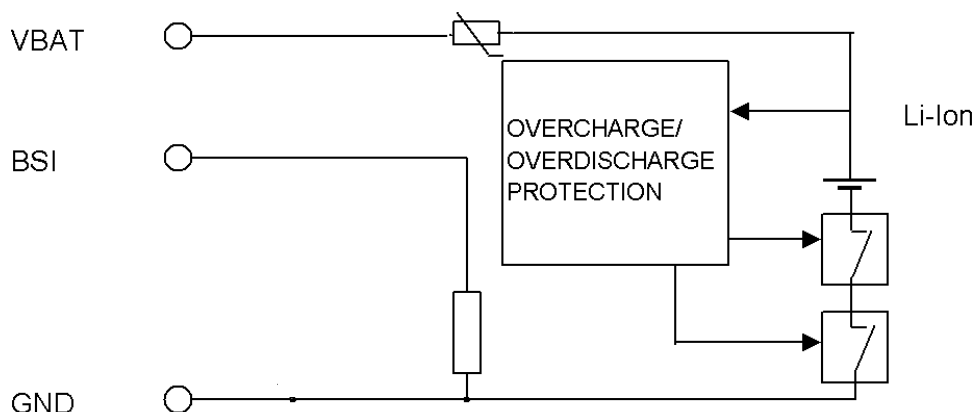 VBAT
OVERCHARGE/
OVERDISCHARGE
PROTECTION
Li-Ion
BSI
GND